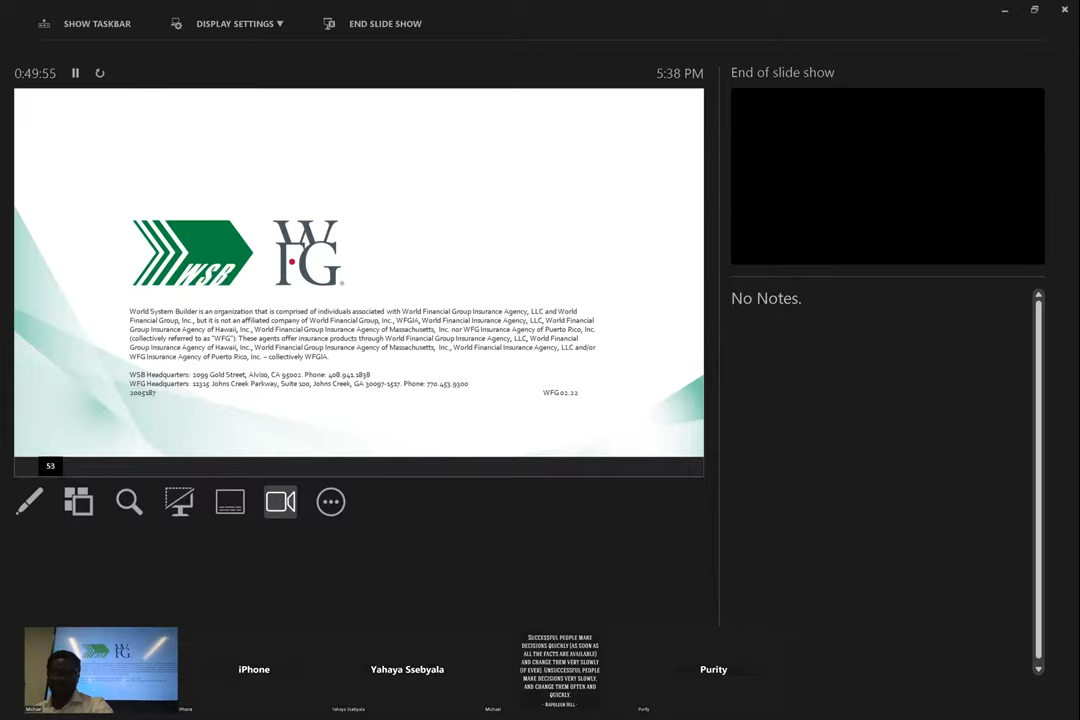 SHOW TASKBAR
DISPLAY SETTINGS ▼
END SLIDE SHOW
0:49:55
5:38 PM
End of slide show
WSB
WFG®
World System Builder is an organization that is comprised of individuals associated with World Financial Group Insurance Agency, LLC and World
Financial Group, Inc., but it is not an affiliated company of World Financial Group, Inc., WFGIA, World Financial Insurance Agency, LLC, World Financial
Group Insurance Agency of Hawaii, Inc., World Financial Group Insurance Agency of Massachusetts, Inc. nor WFG Insurance Agency of Puerto Rico, Inc.
(collectively referred to as "WFG"). These agents offer insurance products through World Financial Group Insurance Agency, LLC, World Financial
Group Insurance Agency of Hawaii, Inc., World Financial Group Insurance Agency of Massachusetts, Inc., World Financial Insurance Agency, LLC and/or
WFG Insurance Agency of Puerto Rico, Inc. – collectively WFGIA.
WSB Headquarters: 2099 Gold Street, Alviso, CA 95002. Phone: 408.941.1838
WFG Headquarters: 11315 Johns Creek Parkway, Suite 100, Johns Creek, GA 30097-1517. Phone: 770.453.9300
2005187
WFG 02.22
No Notes.
53
WFG
Michael
iPhone
iPhone
Yahaya Ssebyala
Yahaya Ssebyala
SUCCESSFUL PEOPLE MAKE
DECISIONS QUICKLY (AS SOON AS
ALL THE FACTS ARE AVAILABLE)
AND CHANGE THEM VERY SLOWLY
(IF EVER). UNSUCCESSFUL PEOPLE
MAKE DECISIONS VERY SLOWLY,
AND CHANGE THEM OFTEN AND
QUICKLY.
- NAPOLEON HILL -
Michael
Purity
Purity